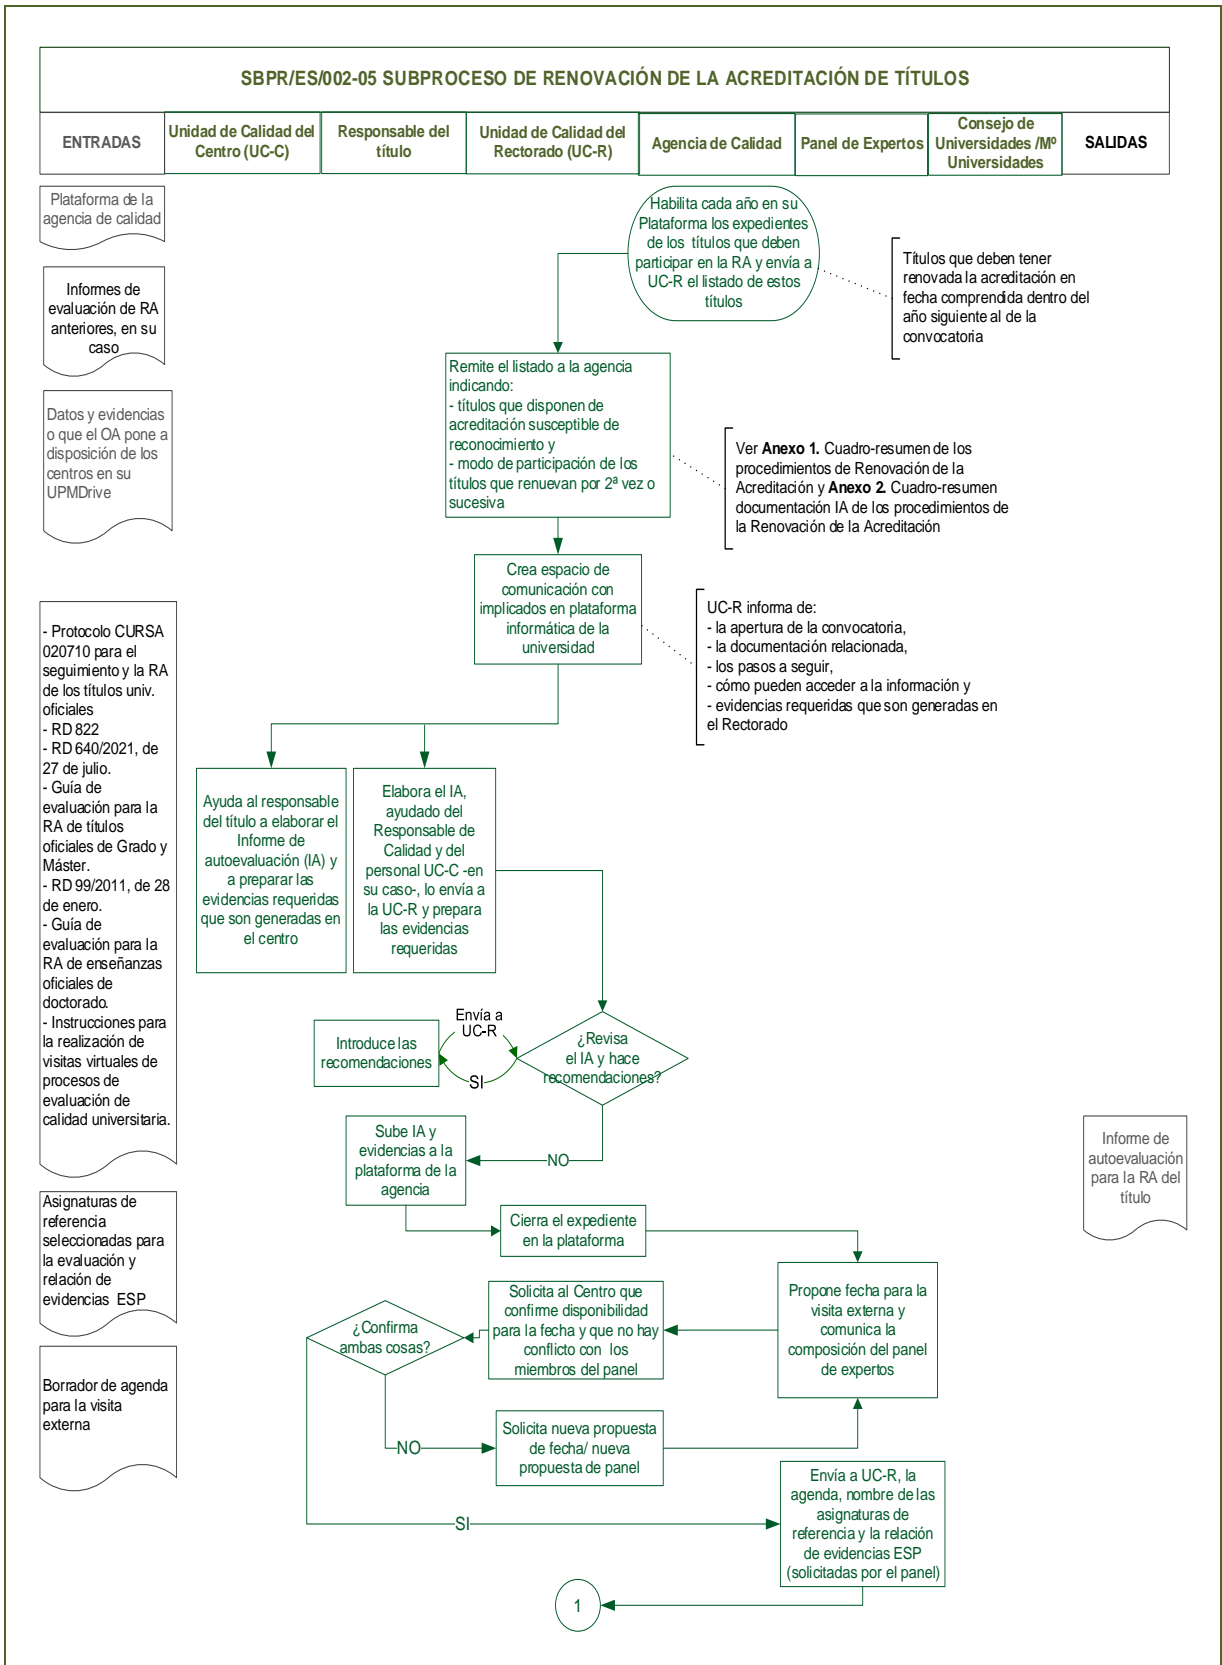 SBPR/ES/002-05 SUBPROCESO DE RENOVACIÓN DE LA ACREDITACIÓN DE TÍTULOS
ENTRADAS
Unidad de Calidad del
Centro (UC-C)
Responsable del
título
Unidad de Calidad del
Rectorado (UC-R)
Agencia de Calidad
Panel de Expertos
Consejo de
Universidades /Mº
Universidades
SALIDAS
Plataforma de la
agencia de calidad
Habilita cada año en su
Plataforma los expedientes
de los títulos que deben
participar en la RA y envía a
UC-R el listado de estos
títulos
Títulos que deben tener
renovada la acreditación en
fecha comprendida dentro del
año siguiente al de la
convocatoria
Informes de
evaluación de RA
anteriores, en su
caso
Remite el listado a la agencia
indicando:
- títulos que disponen de
acreditación susceptible de
reconocimiento y
- modo de participación de los
títulos que renuevan por 2ª vez o
sucesiva
Datos y evidencias
o que el OA pone a
disposición de los
centros en su
UPMDrive
Ver Anexo 1. Cuadro-resumen de los
procedimientos de Renovación de la
Acreditación y Anexo 2. Cuadro-resumen
documentación IA de los procedimientos de
la Renovación de la Acreditación
Crea espacio de
comunicación con
implicados en plataforma
informática de la
universidad
UC-R informa de:
- la apertura de la convocatoria,
- la documentación relacionada,
- los pasos a seguir,
- cómo pueden acceder a la información y
- evidencias requeridas que son generadas en
el Rectorado
- Protocolo CURSA
020710 para el
seguimiento y la RA
de los títulos univ.
oficiales
- RD 822
- RD 640/2021, de
27 de julio.
- Guía de
evaluación para la
RA de títulos
oficiales de Grado y
Máster.
- RD 99/2011, de 28
de enero.
- Guía de
evaluación para la
RA de enseñanzas
oficiales de
doctorado.
- Instrucciones para
la realización de
visitas virtuales de
procesos de
evaluación de
calidad universitaria.
Ayuda al responsable
del título a elaborar el
Informe de
autoevaluación (IA) y
a preparar las
evidencias requeridas
que son generadas en
el centro
Elabora el IA,
ayudado del
Responsable de
Calidad y del
personal UC-C -en
su caso-, lo envía a
la UC-R y prepara
las evidencias
requeridas
Introduce las
recomendaciones
Envía a
UC-R
SI
¿Revisa
el IA y hace
recomendaciones?
NO
Sube IA y
evidencias a la
plataforma de la
agencia
Informe de
autoevaluación
para la RA del
título
Asignaturas de
referencia
seleccionadas para
la evaluación y
relación de
evidencias ESP
Cierra el expediente
en la plataforma
Propone fecha para la
visita externa y
comunica la
composición del panel
de expertos
Solicita al Centro que
confirme disponibilidad
para la fecha y que no hay
conflicto con los
miembros del panel
¿Confirma
ambas cosas?
Borrador de agenda
para la visita
externa
NO
Solicita nueva propuesta
de fecha/ nueva
propuesta de panel
SI
Envía a UC-R, la
agenda, nombre de las
asignaturas de
referencia y la relación
de evidencias ESP
(solicitadas por el panel)
1